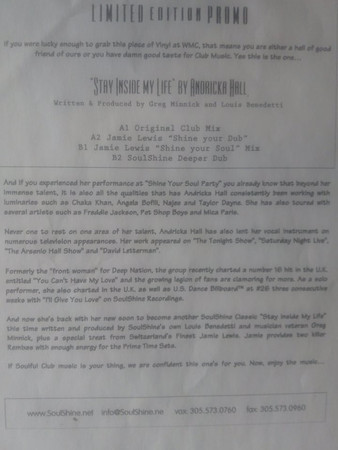 LIMITED EDITION PROMO
If you were lucky enough to grab this piece of Vinyl at WMC, that means you are either a hell of good
friend of ours or you have damn good taste for Club Music. Yes this is the one...
"STAY INSIDE MY LIFE" BY ANDRICKA HALL
Written & Produced by Greg Minnick and Louis Benedetti
A1 Original Club Mix
A2 Jamie Lewis "Shine your Dub"
B1 Jamie Lewis "Shine your Soul" Mix
B2 SoulShine Deeper Dub
And if you experienced her performance at "Shine Your Soul Party" you already know that beyond her
immense talent, it is also all the qualities that has Andricka Hall consistently been working with
luminaries such as Chaka Khan, Angela Bofill, Najee and Taylor Dayne. She has also toured with
several artists such as Freddie Jackson, Pet Shop Boys and Mica Paris.
Never one to rest on one area of her talent, Andricka Hall has also lent her vocal instrument on
numerous television appearances. Her work appeared on "The Tonight Show", "Saturday Night Live",
"The Arsenio Hall Show" and "David Letterman".
Formerly the "front woman" for Deep Nation, the group recently charted a number 16 hit in the U.S.
entitled "You Can't Have My Love" and the growing legion of fans are clamoring for more. As a solo
performer, she also charted in the U.S. as well as U.S. Dance Billboard™ at #28 three consecutive
weeks with "I'll Give You Love" on SoulShine Recordings.
And now she's back with her new soon to become another SoulShine Classic "Stay Inside My Life"
this time written and produced by SoulShine's own Louis Benedetti and musician veteran Greg
Minnick, plus a special treat from Switzerland's Finest Jamie Lewis. Jamie provides two killer
Remixes with enough energy for the Prime Time Sets.
If Soulful Club music is your thing, we are confident this one's for You. Now, enjoy the music....
www.SoulShine.net info@SoulShine.ne vox. 305.573.0760 fax. 305.573.0960